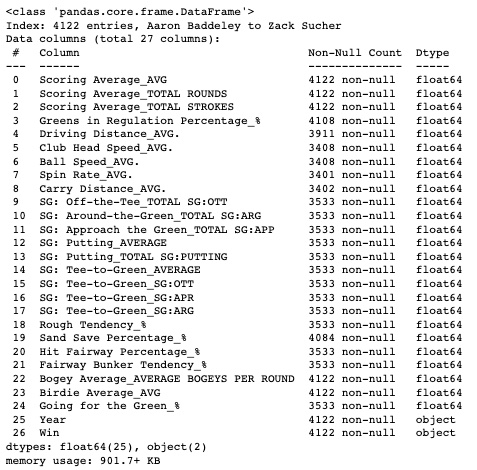 <class 'pandas.core.frame.DataFrame'>
Index: 4122 entries, Aaron Baddeley to Zack Sucher
Data columns (total 27 columns):
 #   Column                                     Non-Null Count  Dtype
---  ------                                     --------------  -----
 0   Scoring Average_AVG                        4122 non-null   float64
 1   Scoring Average_TOTAL ROUNDS               4122 non-null   float64
 2   Scoring Average_TOTAL STROKES              4122 non-null   float64
 3   Greens in Regulation Percentage_%          4108 non-null   float64
 4   Driving Distance_AVG.                      3911 non-null   float64
 5   Club Head Speed_AVG.                       3408 non-null   float64
 6   Ball Speed_AVG.                            3408 non-null   float64
 7   Spin Rate_AVG.                             3401 non-null   float64
 8   Carry Distance_AVG.                        3402 non-null   float64
 9   SG: Off-the-Tee_TOTAL SG:OTT               3533 non-null   float64
 10  SG: Around-the-Green_TOTAL SG:ARG          3533 non-null   float64
 11  SG: Approach the Green_TOTAL SG:APP        3533 non-null   float64
 12  SG: Putting_AVERAGE                        3533 non-null   float64
 13  SG: Putting_TOTAL SG:PUTTING               3533 non-null   float64
 14  SG: Tee-to-Green_AVERAGE                   3533 non-null   float64
 15  SG: Tee-to-Green_SG:OTT                    3533 non-null   float64
 16  SG: Tee-to-Green_SG:APR                    3533 non-null   float64
 17  SG: Tee-to-Green_SG:ARG                    3533 non-null   float64
 18  Rough Tendency_%                           3533 non-null   float64
 19  Sand Save Percentage_%                     4084 non-null   float64
 20  Hit Fairway Percentage_%                   3533 non-null   float64
 21  Fairway Bunker Tendency_%                  3533 non-null   float64
 22  Bogey Average_AVERAGE BOGEYS PER ROUND     4122 non-null   float64
 23  Birdie Average_AVG                         4122 non-null   float64
 24  Going for the Green_%                      3533 non-null   float64
 25  Year                                       4122 non-null   object
 26  Win                                        4122 non-null   object
dtypes: float64(25), object(2)
memory usage: 901.7+ KB